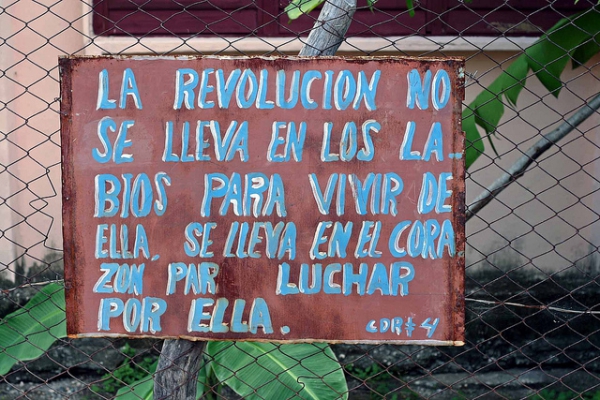 LA REVOLUCION NO
SE LLEVA EN LOS LA-
BIOS PARA VIVIR DE
ELLA. SE LLEVA EN EL CORA
ZON PAR LUCHAR
POR ELLA.
CDR # 4